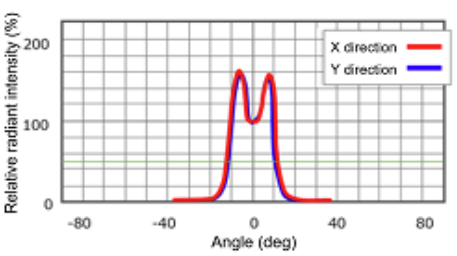 Relative radiant intensity (%)
200
100
0
X direction
Y direction
-80 -40 0 40 80
Angle (deg)